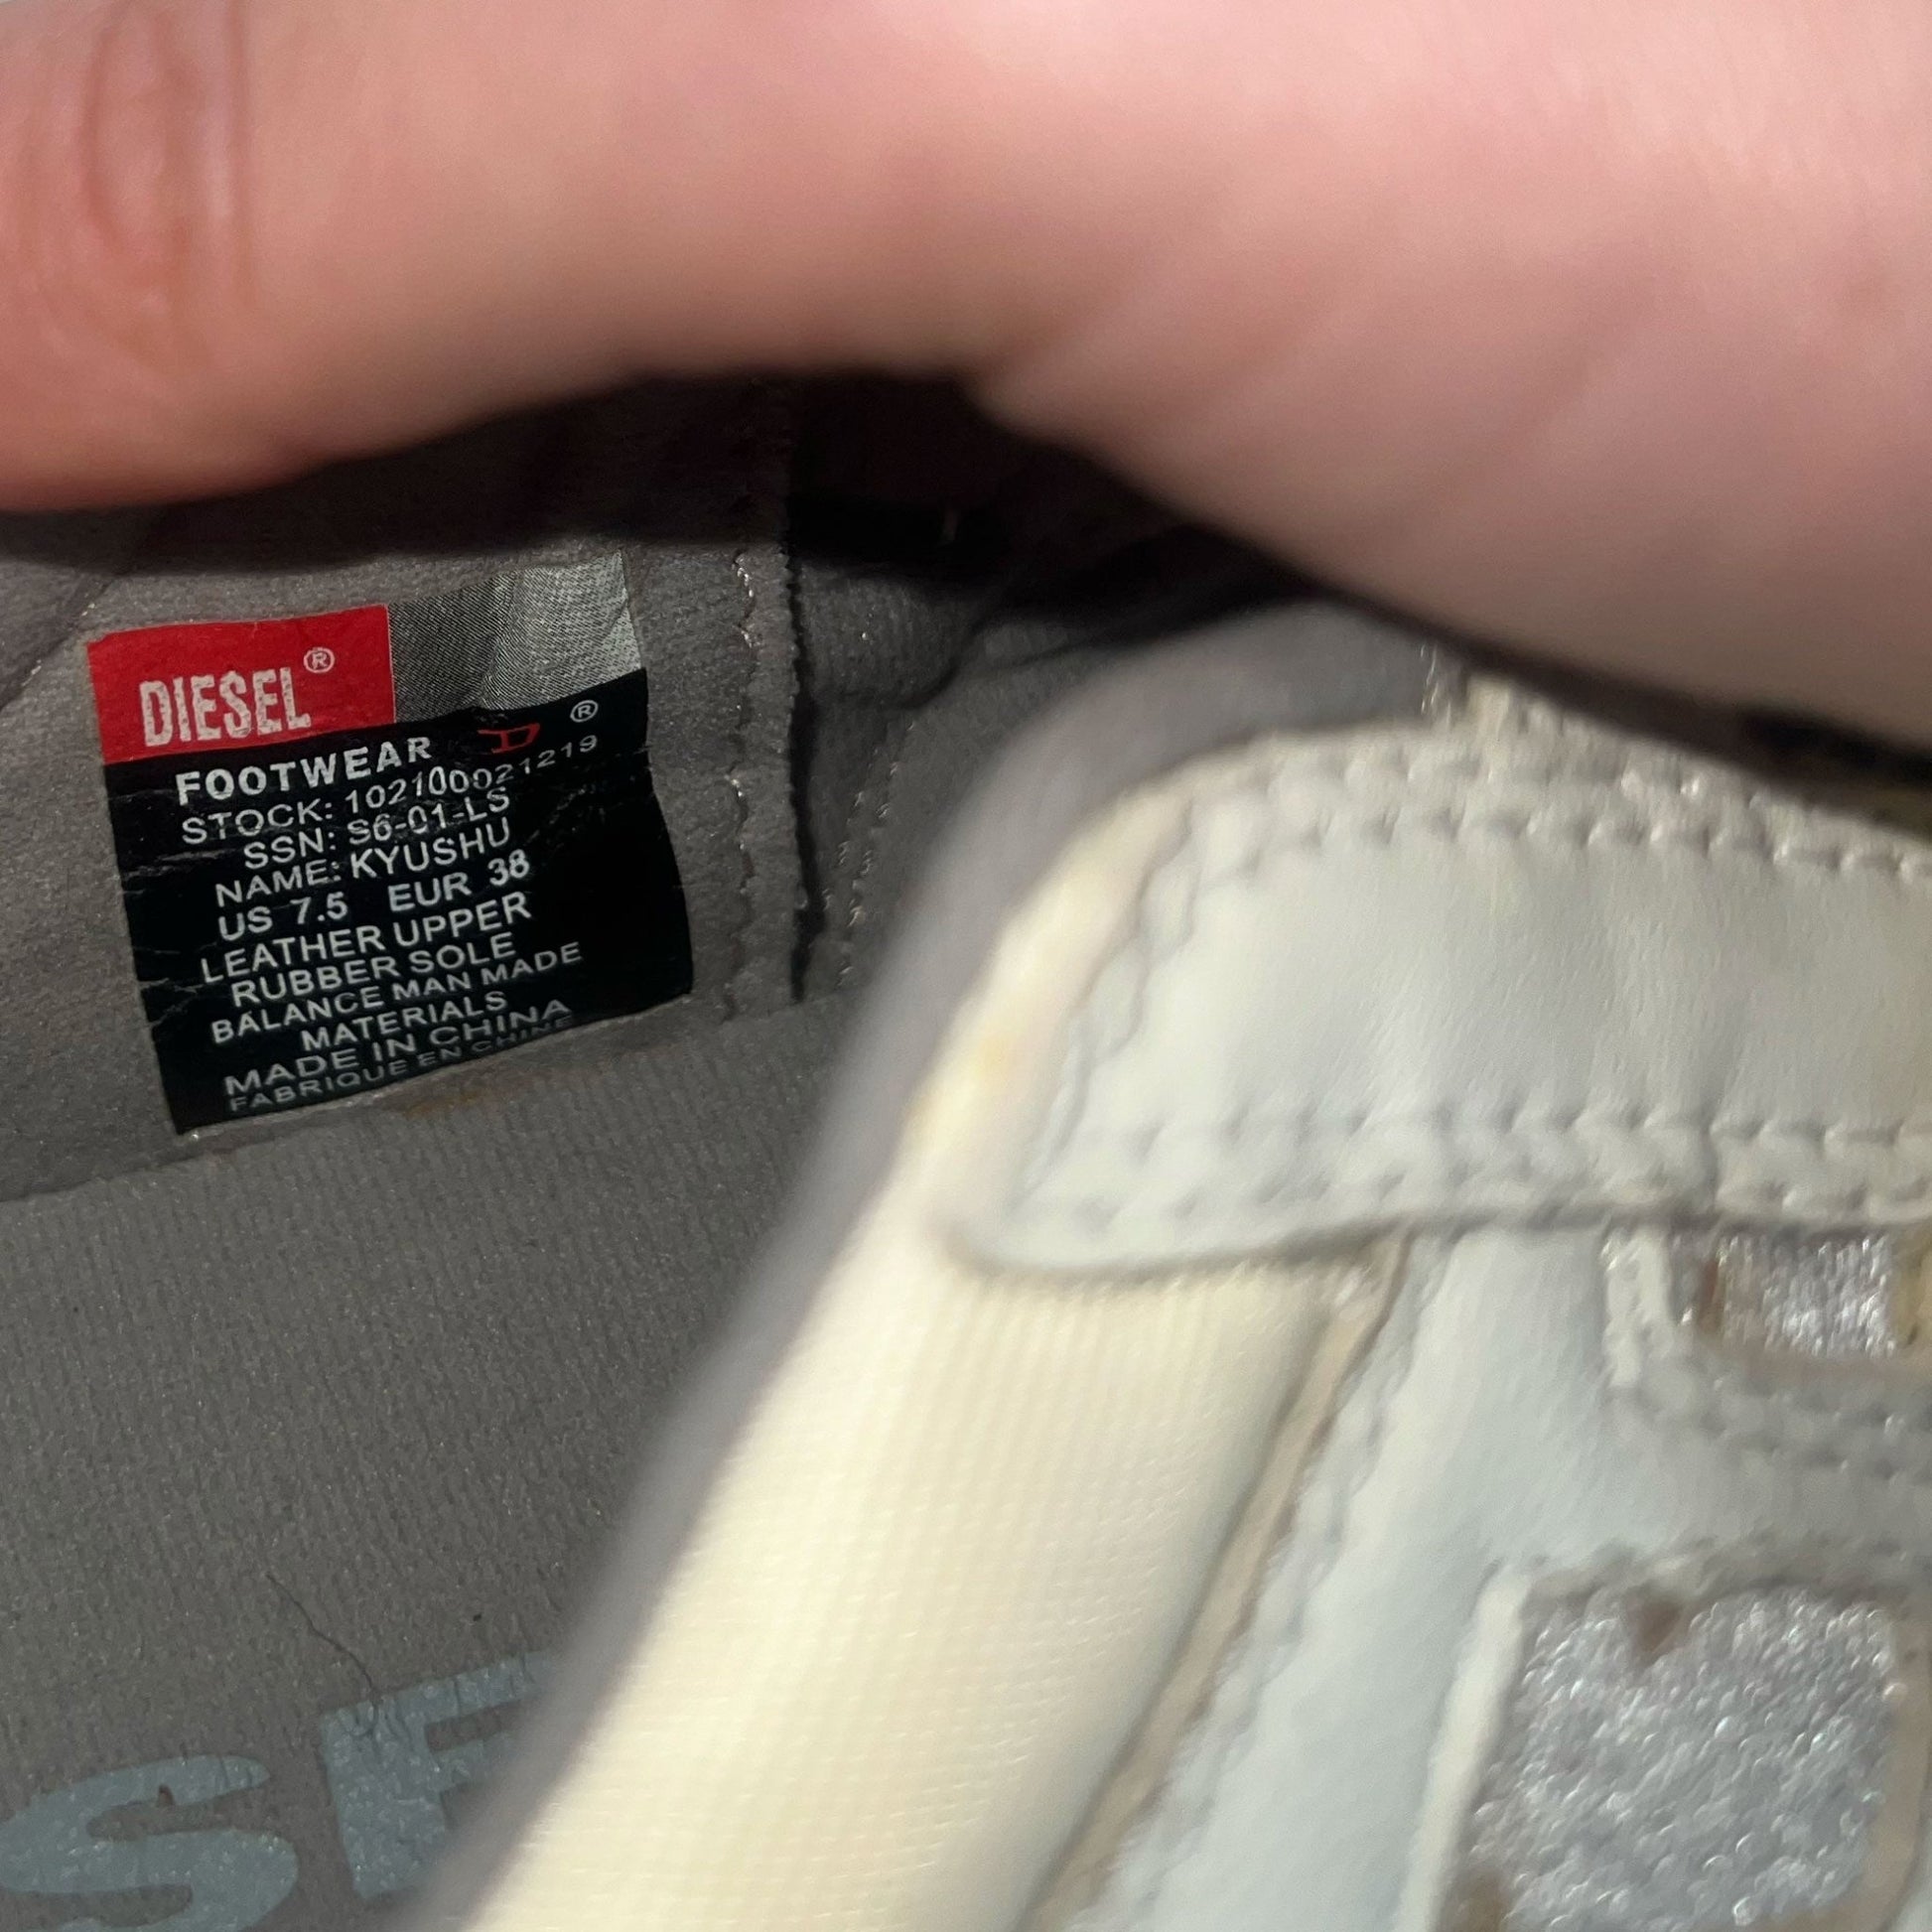 DIESEL®
FOOTWEAR D ®
STOCK: 102100021219
SSN: S6-01-LS
NAME: KYUSHU
US 7.5 EUR 38
LEATHER UPPER
RUBBER SOLE
BALANCE MAN MADE
MATERIALS
MADE IN CHINA
FABRIQUE EN CHINE
SE